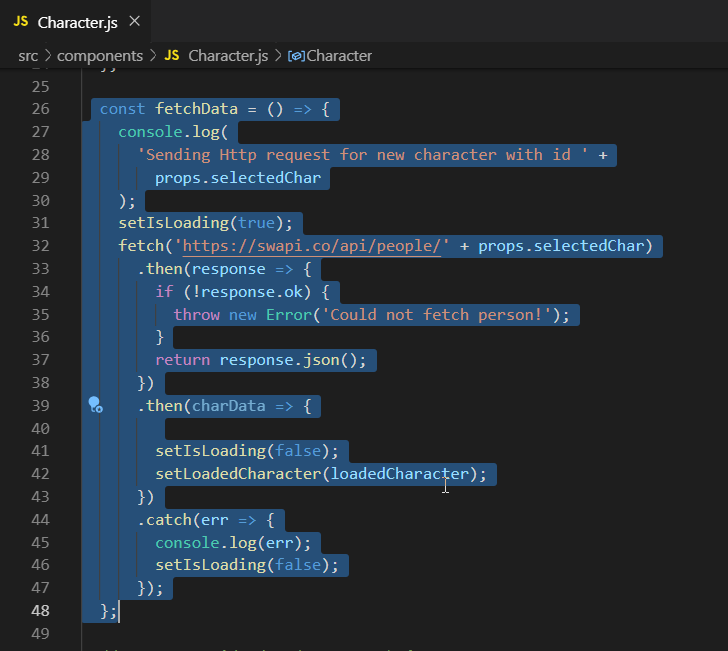 JS Character.js ×
src > components > JS Character.js > Character
25
26 const fetchData = () => {
27 console.log(
28 'Sending Http request for new character with id ' +
29 props.selectedChar
30 );
31 setIsLoading(true);
32 fetch('https://swapi.co/api/people/' + props.selectedChar)
33 .then(response => {
34 if (!response.ok) {
35 throw new Error('Could not fetch person!');
36 }
37 return response.json();
38 })
39 .then(charData => {
40
41 setIsLoading(false);
42 setLoadedCharacter(loadedCharacter);
43 })
44 .catch(err => {
45 console.log(err);
46 setIsLoading(false);
47 });
48 };
49